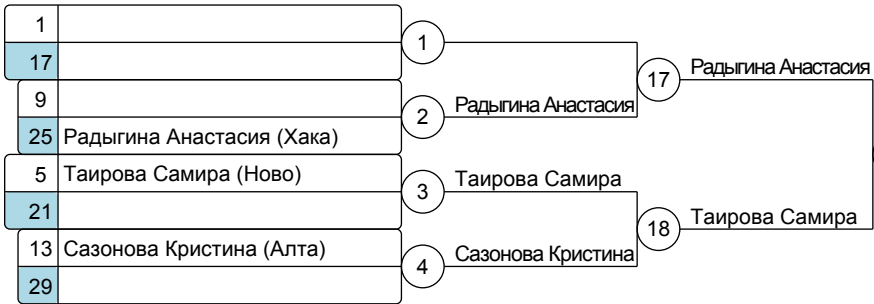 1
17
1
9
25 Радыгина Анастасия (Хака)
2
Радыгина Анастасия
17
Радыгина Анастасия
5 Таирова Самира (Ново)
21
3
Таирова Самира
13 Сазонова Кристина (Алта)
29
4
Сазонова Кристина
18
Таирова Самира